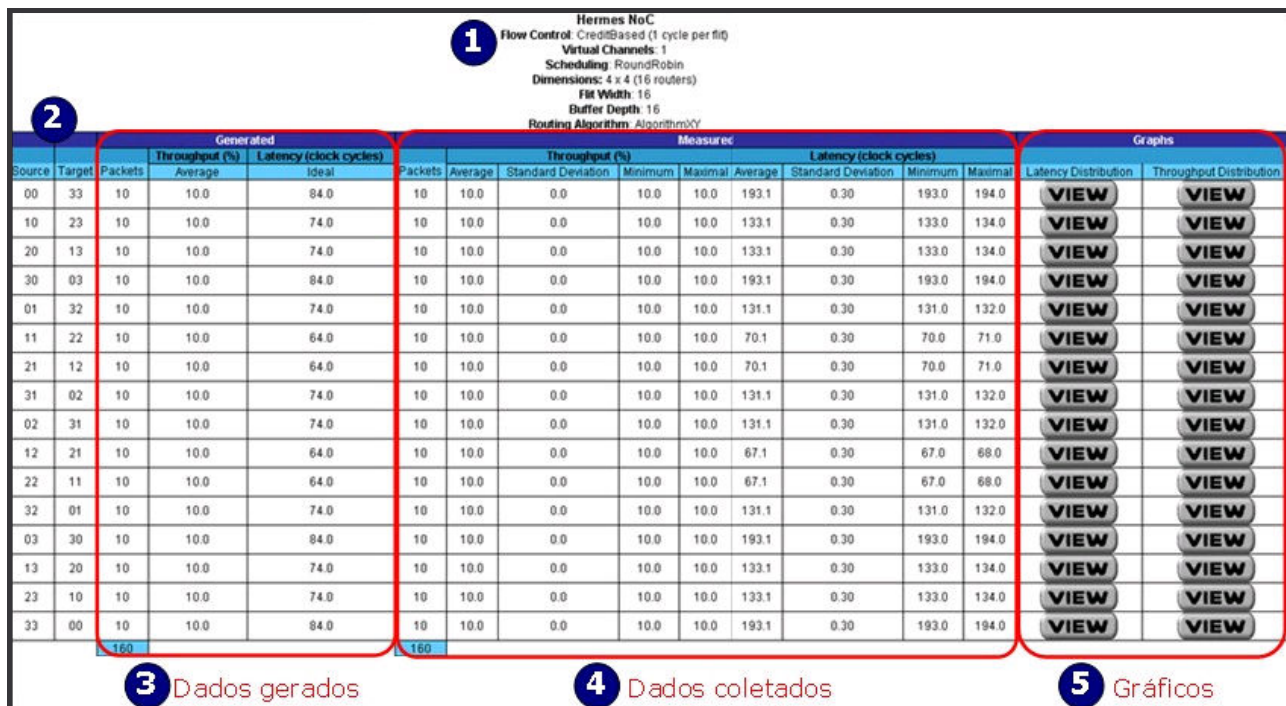 Hermes NoC
1
Flow Control: CreditBased (1 cycle per flit)
Virtual Channels: 1
Scheduling: RoundRobin
Dimensions: 4 x 4 (16 routers)
Flit Width: 16
Buffer Depth: 16
Routing Algorithm: AlgorithmXY
2
Generated Measured Graphs
Throughput (%) Latency (clock cycles) Throughput (%) Latency (clock cycles)
Source Target Packets Average Ideal Packets Average Standard Deviation Minimum Maximal Average Standard Deviation Minimum Maximal Latency Distribution Throughput Distribution
00 33 10 10.0 84.0 10 10.0 0.0 10.0 10.0 193.1 0.30 193.0 194.0 VIEW VIEW
10 23 10 10.0 74.0 10 10.0 0.0 10.0 10.0 133.1 0.30 133.0 134.0 VIEW VIEW
20 13 10 10.0 74.0 10 10.0 0.0 10.0 10.0 133.1 0.30 133.0 134.0 VIEW VIEW
30 03 10 10.0 84.0 10 10.0 0.0 10.0 10.0 193.1 0.30 193.0 194.0 VIEW VIEW
01 32 10 10.0 74.0 10 10.0 0.0 10.0 10.0 131.1 0.30 131.0 132.0 VIEW VIEW
11 22 10 10.0 64.0 10 10.0 0.0 10.0 10.0 70.1 0.30 70.0 71.0 VIEW VIEW
21 12 10 10.0 64.0 10 10.0 0.0 10.0 10.0 70.1 0.30 70.0 71.0 VIEW VIEW
31 02 10 10.0 74.0 10 10.0 0.0 10.0 10.0 131.1 0.30 131.0 132.0 VIEW VIEW
02 31 10 10.0 74.0 10 10.0 0.0 10.0 10.0 131.1 0.30 131.0 132.0 VIEW VIEW
12 21 10 10.0 64.0 10 10.0 0.0 10.0 10.0 67.1 0.30 67.0 68.0 VIEW VIEW
22 11 10 10.0 64.0 10 10.0 0.0 10.0 10.0 67.1 0.30 67.0 68.0 VIEW VIEW
32 01 10 10.0 74.0 10 10.0 0.0 10.0 10.0 131.1 0.30 131.0 132.0 VIEW VIEW
03 30 10 10.0 84.0 10 10.0 0.0 10.0 10.0 193.1 0.30 193.0 194.0 VIEW VIEW
13 20 10 10.0 74.0 10 10.0 0.0 10.0 10.0 133.1 0.30 133.0 134.0 VIEW VIEW
23 10 10 10.0 74.0 10 10.0 0.0 10.0 10.0 133.1 0.30 133.0 134.0 VIEW VIEW
33 00 10 10.0 84.0 10 10.0 0.0 10.0 10.0 193.1 0.30 193.0 194.0 VIEW VIEW
160 160
3 Dados gerados 4 Dados coletados 5 Gráficos